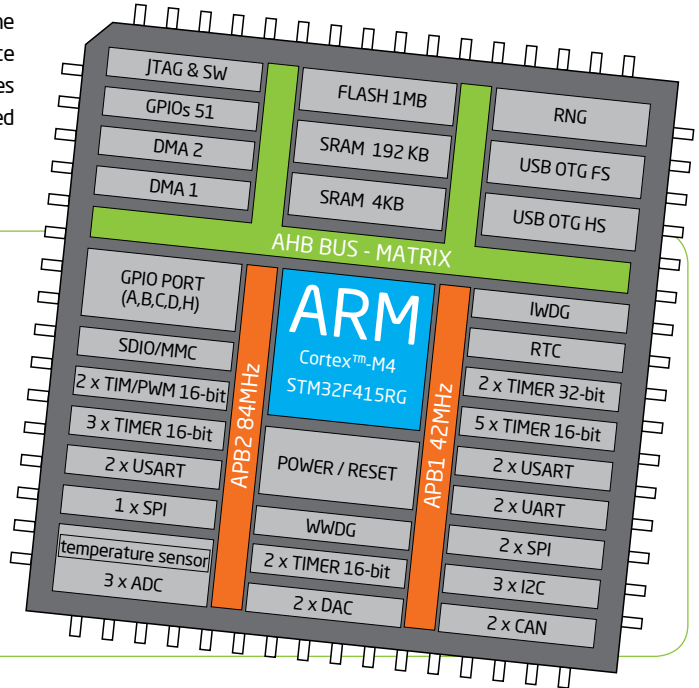 ne
ce
es
ed
JTAG & SW
GPIOs 51
DMA 2
DMA 1
FLASH 1MB
SRAM 192 KB
SRAM 4KB
RNG
USB OTG FS
USB OTG HS
AHB BUS - MATRIX
GPIO PORT
(A,B,C,D,H)
SDIO/MMC
2 x TIM/PWM 16-bit
3 x TIMER 16-bit
2 x USART
1 x SPI
temperature sensor
3 x ADC
APB2 84MHz
ARM
Cortex™-M4
STM32F415RG
POWER / RESET
WWDG
2 x TIMER 16-bit
2 x DAC
APB1 42MHz
IWDG
RTC
2 x TIMER 32-bit
5 x TIMER 16-bit
2 x USART
2 x UART
2 x SPI
3 x I2C
2 x CAN